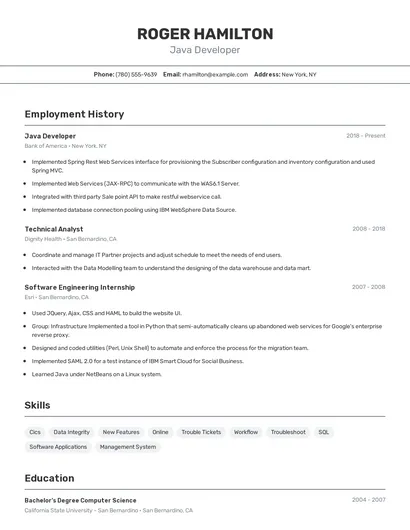 ROGER HAMILTON
Java Developer
Phone: (780) 555-9639 Email: rhamilton@example.com Address: New York, NY
Employment History
Java Developer 2018 - Present
Bank of America • New York, NY
Implemented Spring Rest Web Services interface for provisioning the Subscriber configuration and inventory configuration and used
Spring MVC.
Implemented Web Services (JAX-RPC) to communicate with the WAS6.1 Server.
Integrated with third party Sale point API to make restful webservice call.
Implemented database connection pooling using IBM WebSphere Data Source.
Technical Analyst 2008 - 2018
Dignity Health • San Bernardino, CA
Coordinate and manage IT Partner projects and adjust schedule to meet the needs of end users.
Interacted with the Data Modelling team to understand the designing of the data warehouse and data mart.
Software Engineering Internship 2007 - 2008
Esri • San Bernardino, CA
Used JQuery, Ajax, CSS and HAML to build the website UI.
Group: Infrastructure Implemented a tool in Python that semi-automatically cleans up abandoned web services for Google's enterprise
reverse proxy.
Designed and coded utilities (Perl, Unix Shell) to automate and enforce the process for the migration team.
Implemented SAML 2.0 for a test instance of IBM Smart Cloud for Social Business.
Learned Java under NetBeans on a Linux system.
Skills
Cics Data Integrity New Features Online Trouble Tickets Workflow Troubleshoot SQL
Software Applications Management System
Education
Bachelor's Degree Computer Science 2004 - 2007
California State University - San Bernardino • San Bernardino, CA